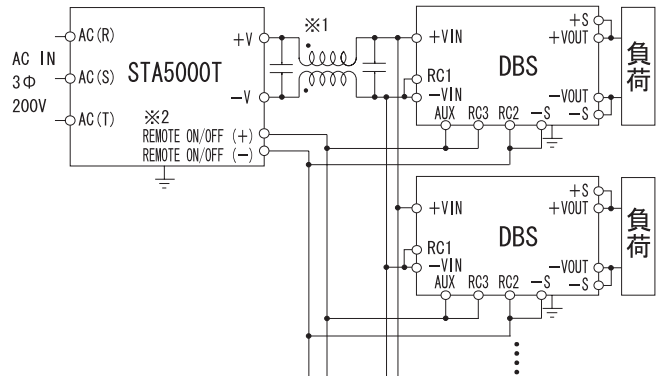 AC IN
3Φ
200V
AC(R)
AC(S)
AC(T)
STA5000T
+V
-V
※2
REMOTE ON/OFF (+)
REMOTE ON/OFF (-)
※1
+VIN
RC1
-VIN
DBS
+S
+VOUT
-VOUT
-S
AUX RC3 RC2 -S
負荷
+VIN
RC1
-VIN
DBS
+S
+VOUT
-VOUT
-S
AUX RC3 RC2 -S
負荷